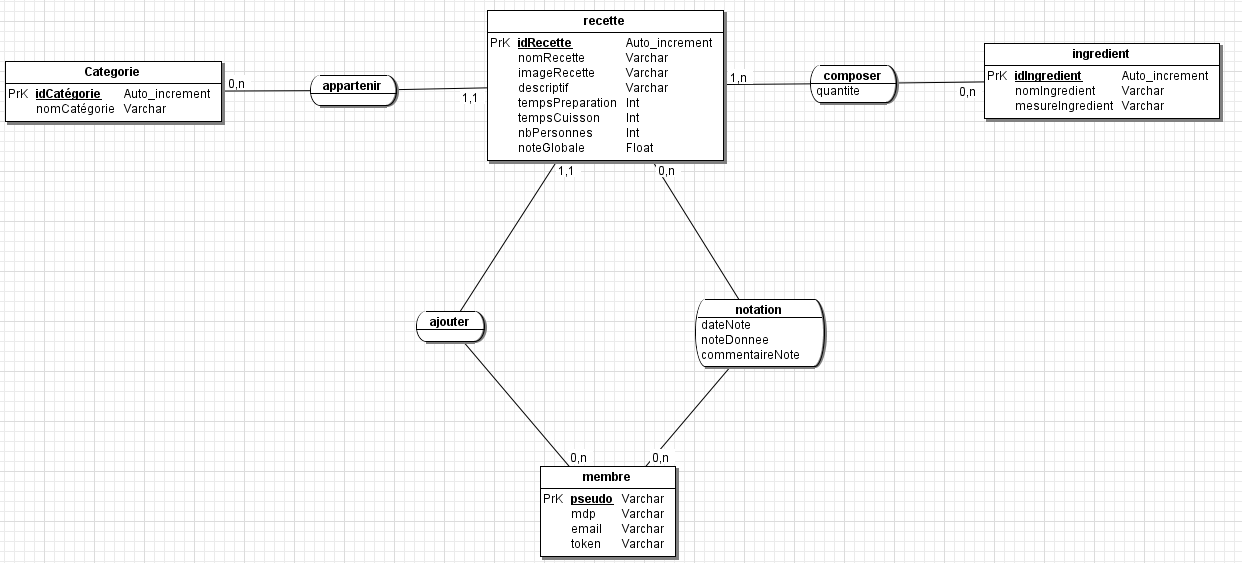 recette
PrK idRecette Auto_increment
nomRecette Varchar
imageRecette Varchar
descriptif Varchar
tempsPreparation Int
tempsCuisson Int
nbPersonnes Int
noteGlobale Float
Categorie
PrK idCatégorie Auto_increment
nomCatégorie Varchar
0,n
appartenir
1,1
1,n
composer
quantite
0,n
ingredient
PrK idIngredient Auto_increment
nomIngredient Varchar
mesureIngredient Varchar
1,1
0,n
ajouter
notation
dateNote
noteDonnee
commentaireNote
0,n
0,n
membre
PrK pseudo Varchar
mdp Varchar
email Varchar
token Varchar